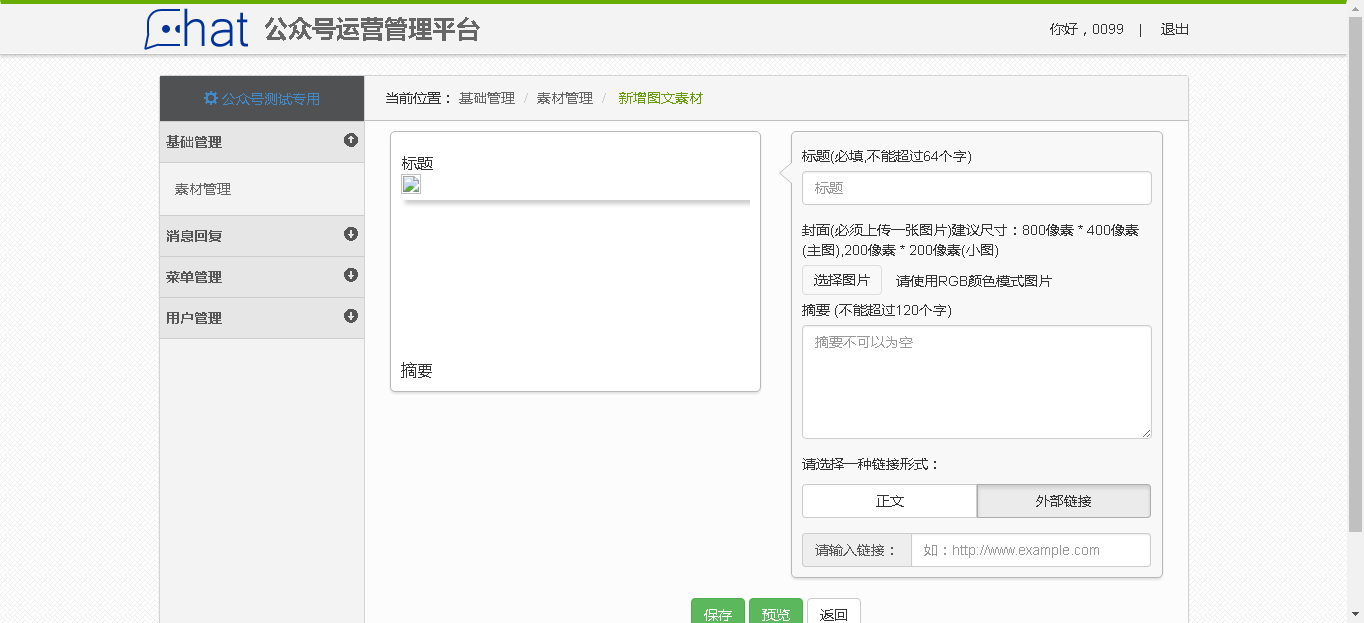 Chat 公众号运营管理平台
你好，0099 | 退出
公众号测试专用
当前位置： 基础管理 / 素材管理 / 新增图文素材
基础管理
素材管理
消息回复
菜单管理
用户管理
标题
摘要
标题(必填,不能超过64个字)
标题
封面(必须上传一张图片)建议尺寸：800像素 * 400像素
(主图),200像素 * 200像素(小图)
选择图片 请使用RGB颜色模式图片
摘要 (不能超过120个字)
摘要不可以为空
请选择一种链接形式：
正文 外部链接
请输入链接： 如：http://www.example.com
保存 预览 返回